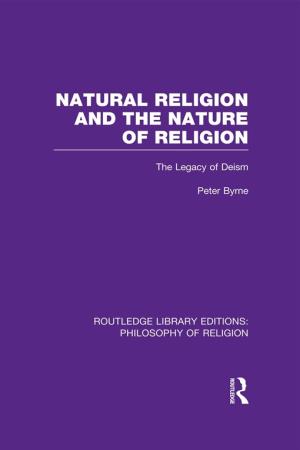 NATURAL RELIGION
AND THE NATURE
OF RELIGION
The Legacy of Deism
Peter Byrne
ROUTLEDGE LIBRARY EDITIONS:
PHILOSOPHY OF RELIGION
ROUTLEDGE